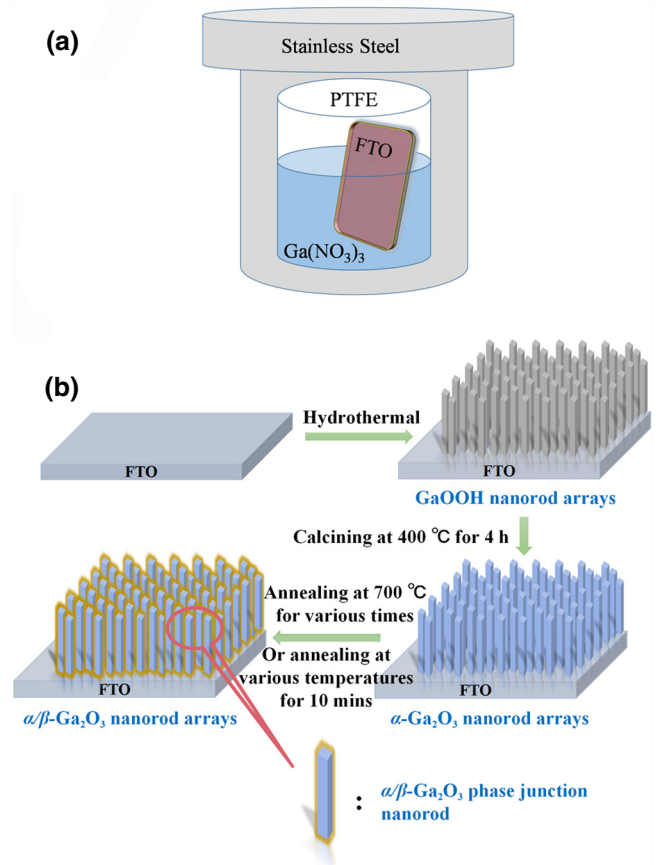 (a)
Stainless Steel
PTFE
FTO
Ga(NO₃)₃
(b)
Hydrothermal
FTO
FTO
GaOOH nanorod arrays
Calcining at 400 ℃ for 4 h
Annealing at 700 ℃
for various times
Or annealing at
various temperatures
for 10 mins
FTO
α/β-Ga₂O₃ nanorod arrays
FTO
α-Ga₂O₃ nanorod arrays
: α/β-Ga₂O₃ phase junction
nanorod